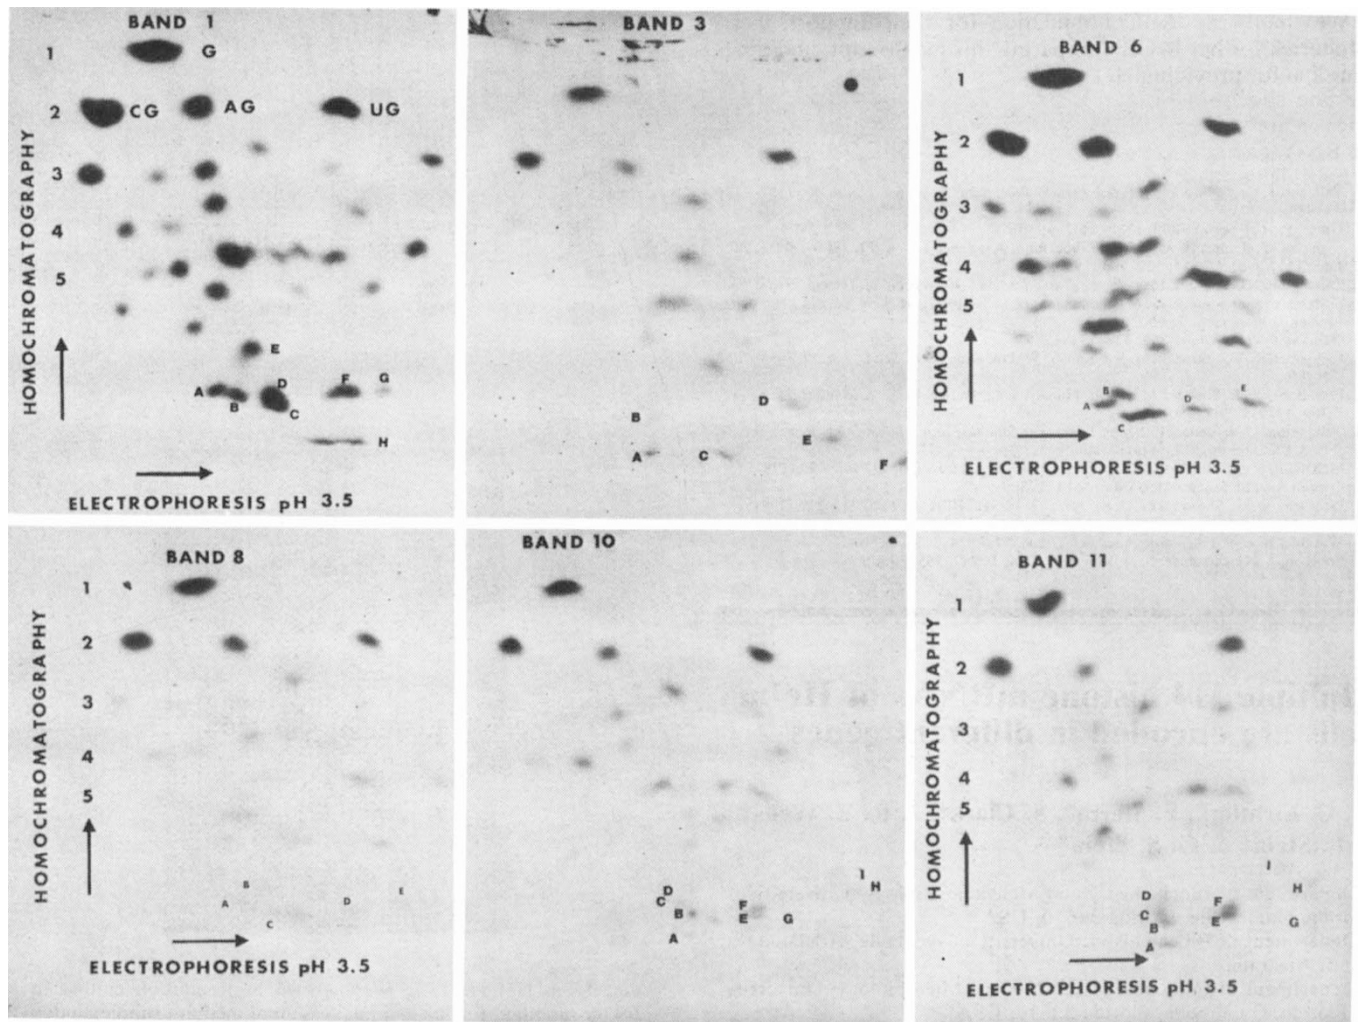 BAND 1
1 G
2 CG AG UG
3
4
5
E
A B D C F G
H
HOMOCHROMATOGRAPHY
ELECTROPHORESIS pH 3.5
BAND 3
B D
A C E F
BAND 6
1
2
3
4
5
A B C D E
HOMOCHROMATOGRAPHY
ELECTROPHORESIS pH 3.5
BAND 8
1
2
3
4
5
A B C D E
HOMOCHROMATOGRAPHY
ELECTROPHORESIS pH 3.5
BAND 10
I
H
D
C F
B E G
A
BAND 11
1
2
3
4
5
I
H
D
C F
B E G
A
HOMOCHROMATOGRAPHY
ELECTROPHORESIS pH 3.5